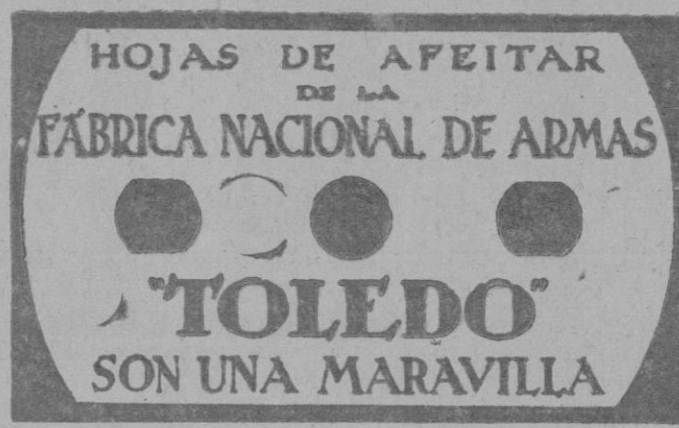 HOJAS DE AFEITAR
DE LA
FÁBRICA NACIONAL DE ARMAS
"TOLEDO"
SON UNA MARAVILLA